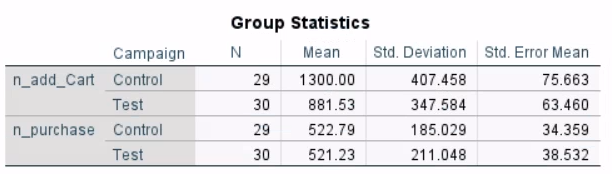 Group Statistics
Campaign N Mean Std. Deviation Std. Error Mean
n_add_Cart Control 29 1300.00 407.458 75.663
Test 30 881.53 347.584 63.460
n_purchase Control 29 522.79 185.029 34.359
Test 30 521.23 211.048 38.532